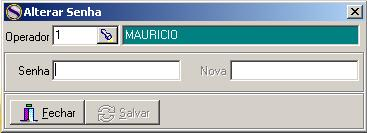 Alterar Senha
Operador 1 MAURICIO
Senha Nova
Fechar Salvar